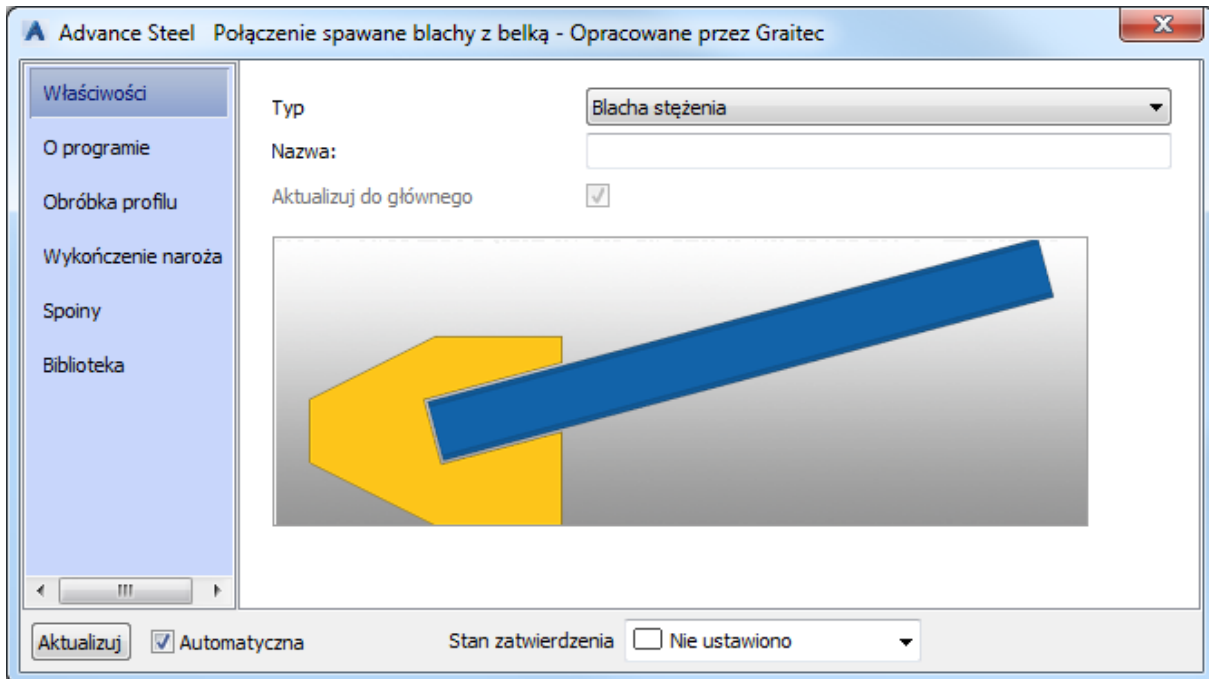 Advance Steel Połączenie spawane blachy z belką - Opracowane przez Graitec
Właściwości
O programie
Obróbka profilu
Wykończenie naroża
Spoiny
Biblioteka
Typ
Blacha stężenia
Nazwa:
Aktualizuj do głównego
Aktualizuj
Automatyczna
Stan zatwierdzenia
Nie ustawiono